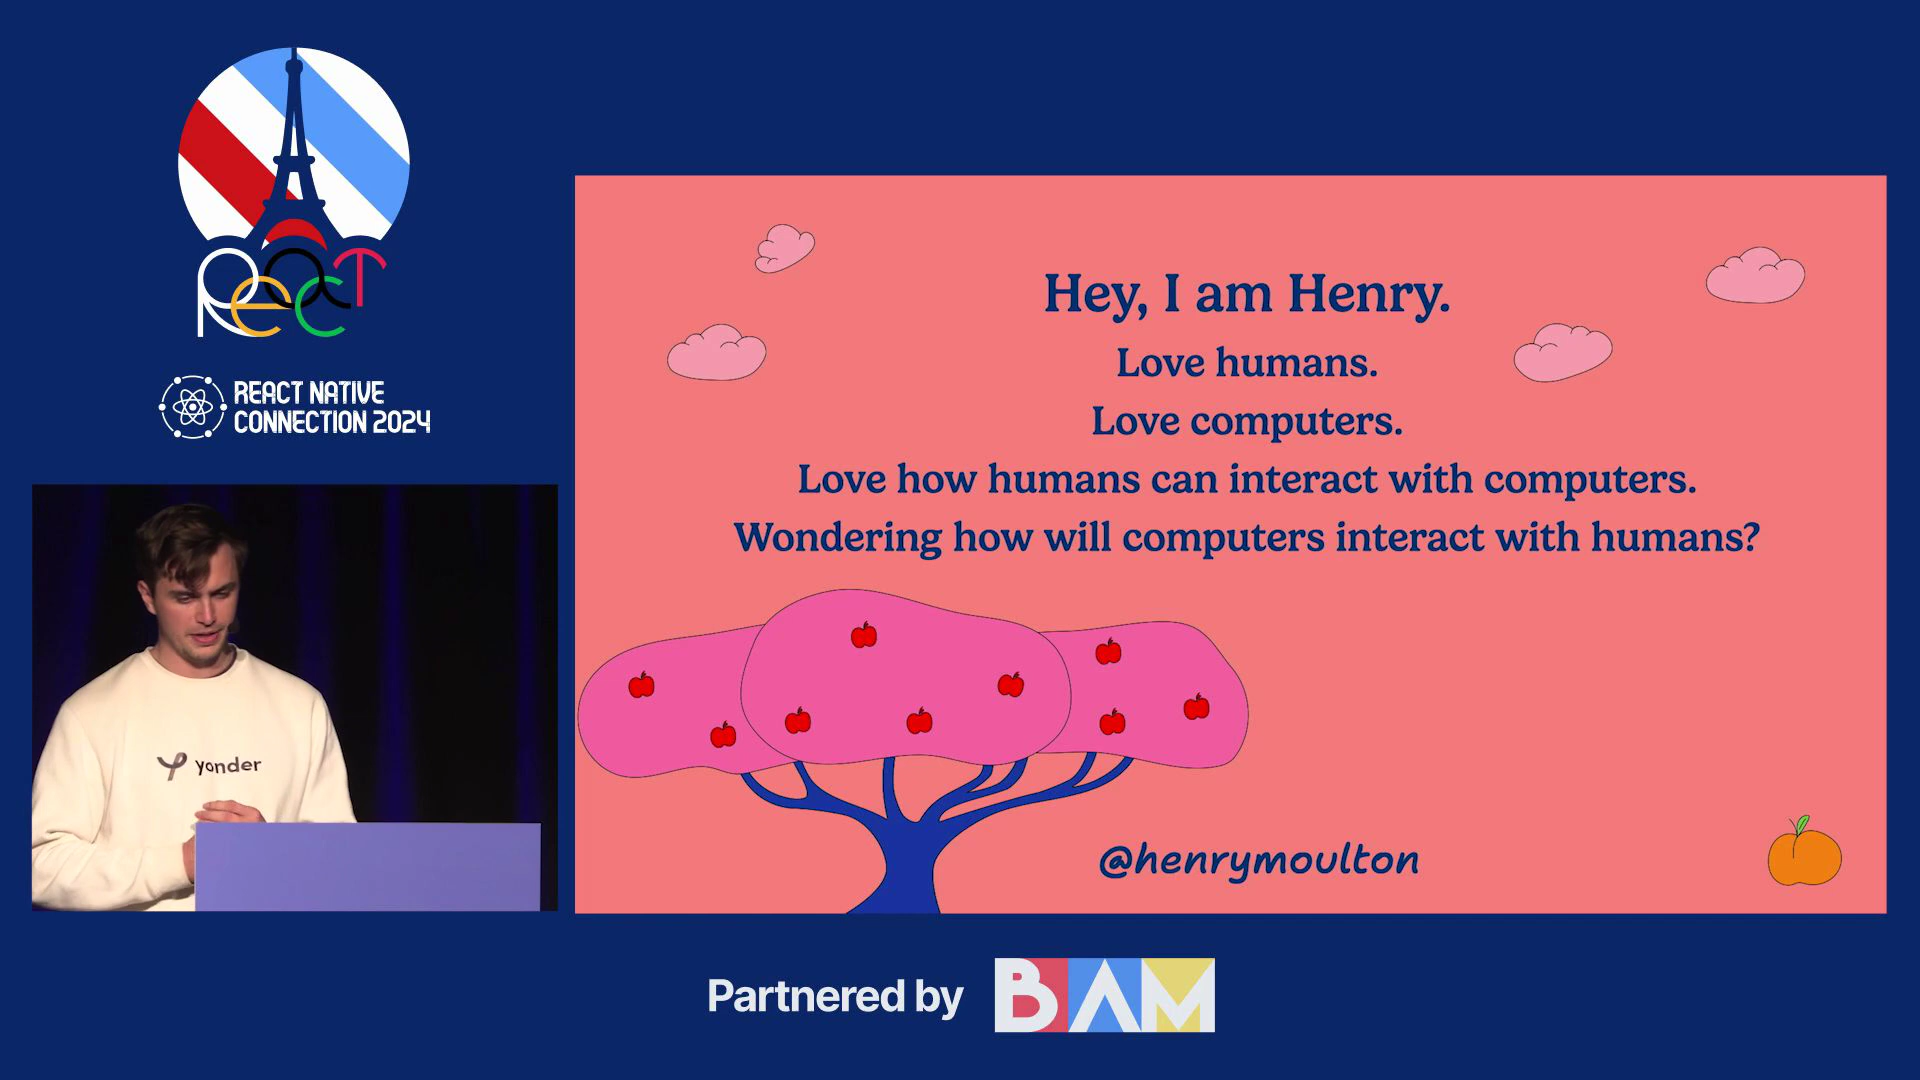 React
REACT NATIVE
CONNECTION 2024
Hey, I am Henry.
Love humans.
Love computers.
Love how humans can interact with computers.
Wondering how will computers interact with humans?
@henrymoulton
yonder
Partnered by
BAM